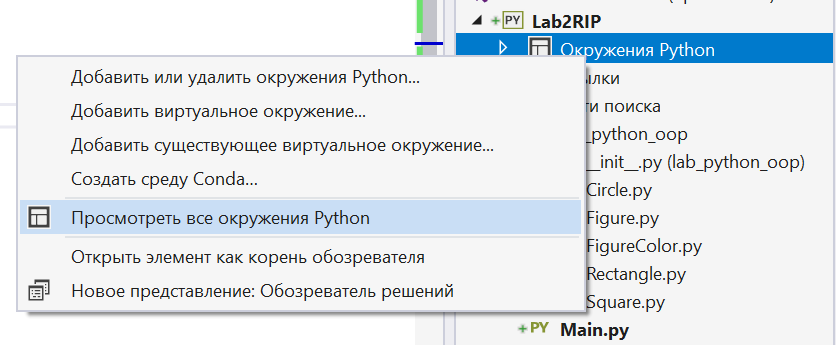 PY Lab2RIP
Окружения Python
Добавить или удалить окружения Python...
Добавить виртуальное окружение...
Добавить существующее виртуальное окружение...
Создать среду Conda...
Просмотреть все окружения Python
Открыть элемент как корень обозревателя
Новое представление: Обозреватель решений
поиска
_python_oop
__init__.py (lab_python_oop)
Circle.py
Figure.py
FigureColor.py
Rectangle.py
Square.py
+PY Main.py